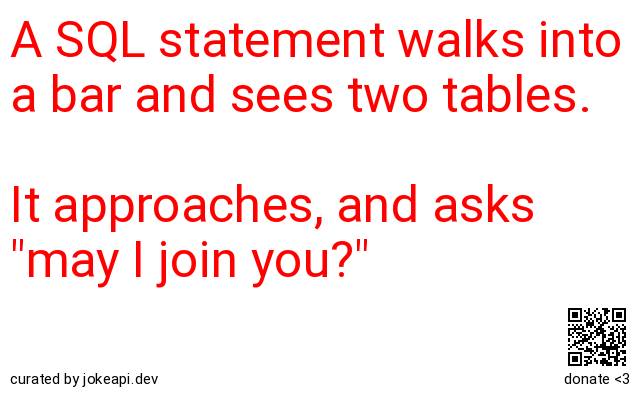 A SQL statement walks into
a bar and sees two tables.
It approaches, and asks
"may I join you?"
curated by jokeapi.dev
donate <3